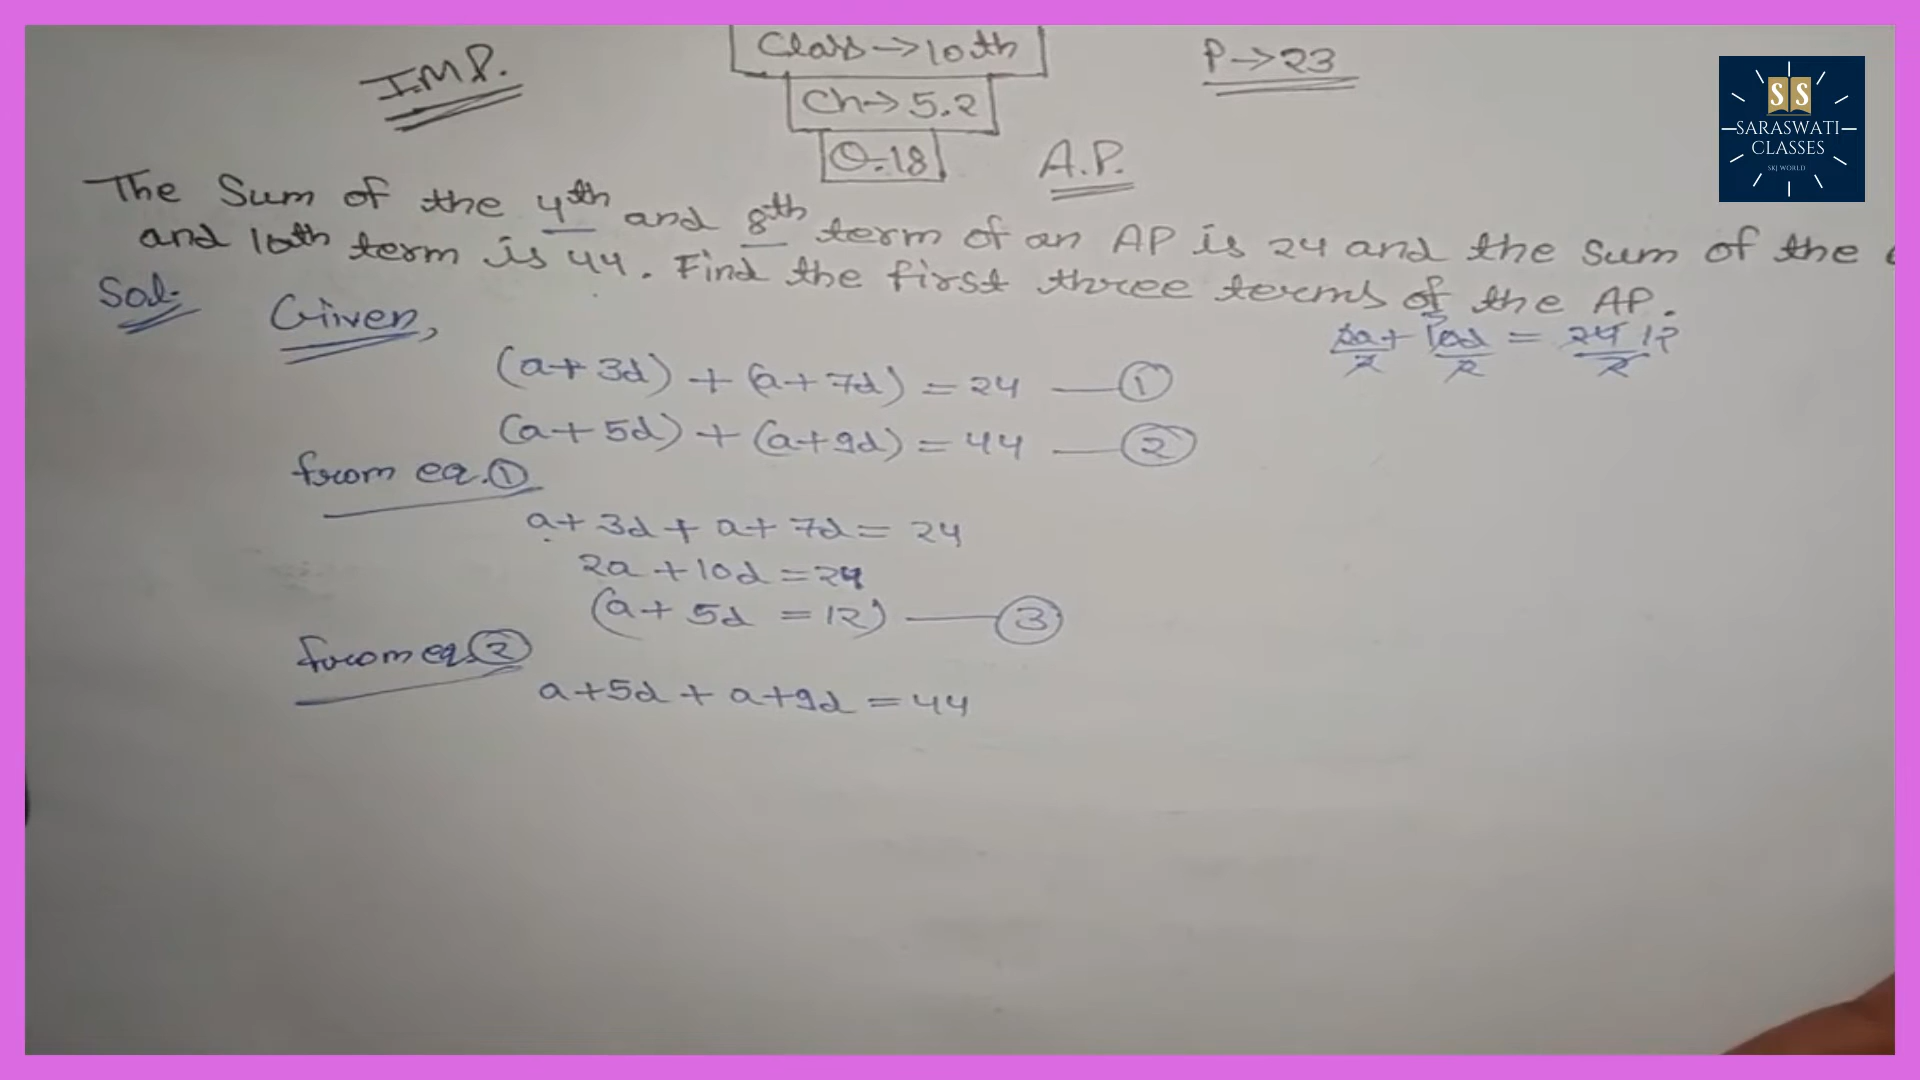 I.M.P.
Class→10th
P→23
Ch→5.2
Q.18
A.P.
SS
SARASWATI
CLASSES
SKJ WORLD
The Sum of the 4th and 8th term of an AP is 24 and the Sum of the
and 10th term is 44. Find the first three terms of the AP.
Sol.
Given,
2a/2 + 10d/2 = 24/2 12
(a+3d)+(a+7d)=24 —①
(a+5d)+(a+9d)=44 —②
from eq.①
a+3d+a+7d=24
2a+10d=24
(a+5d=12) —③
from eq.②
a+5d+a+9d=44